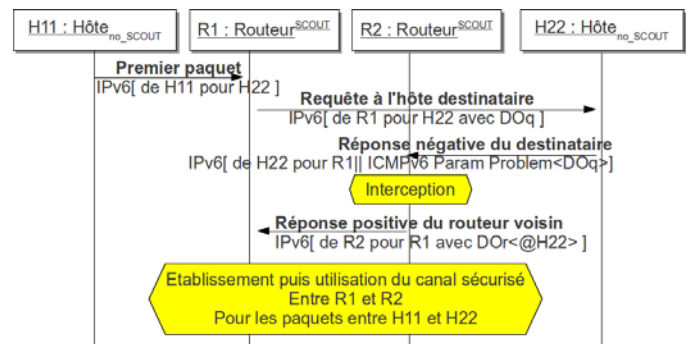 H11 : Hôte no_SCOUT
R1 : Routeur SCOUT
R2 : Routeur SCOUT
H22 : Hôte no_SCOUT
Premier paquet
IPv6[ de H11 pour H22 ]
Requête à l'hôte destinataire
IPv6[ de R1 pour H22 avec DOq ]
Réponse négative du destinataire
IPv6[ de H22 pour R1|| ICMPv6 Param Problem<DOq>]
Interception
Réponse positive du routeur voisin
IPv6[ de R2 pour R1 avec DOr<@H22> ]
Etablissement puis utilisation du canal sécurisé
Entre R1 et R2
Pour les paquets entre H11 et H22